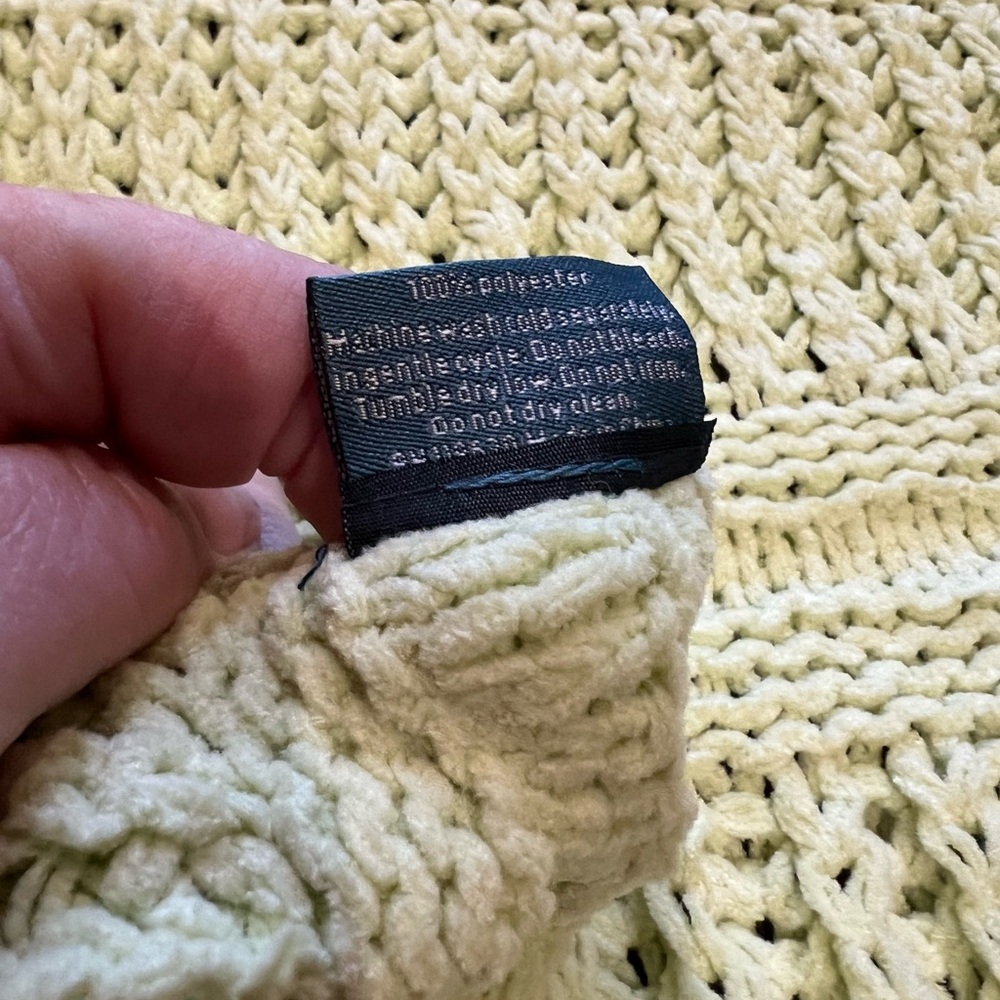 100% polyester
Machine wash cold separately
in gentle cycle. Do not bleach.
Tumble dry low. Do not iron.
Do not dry clean.